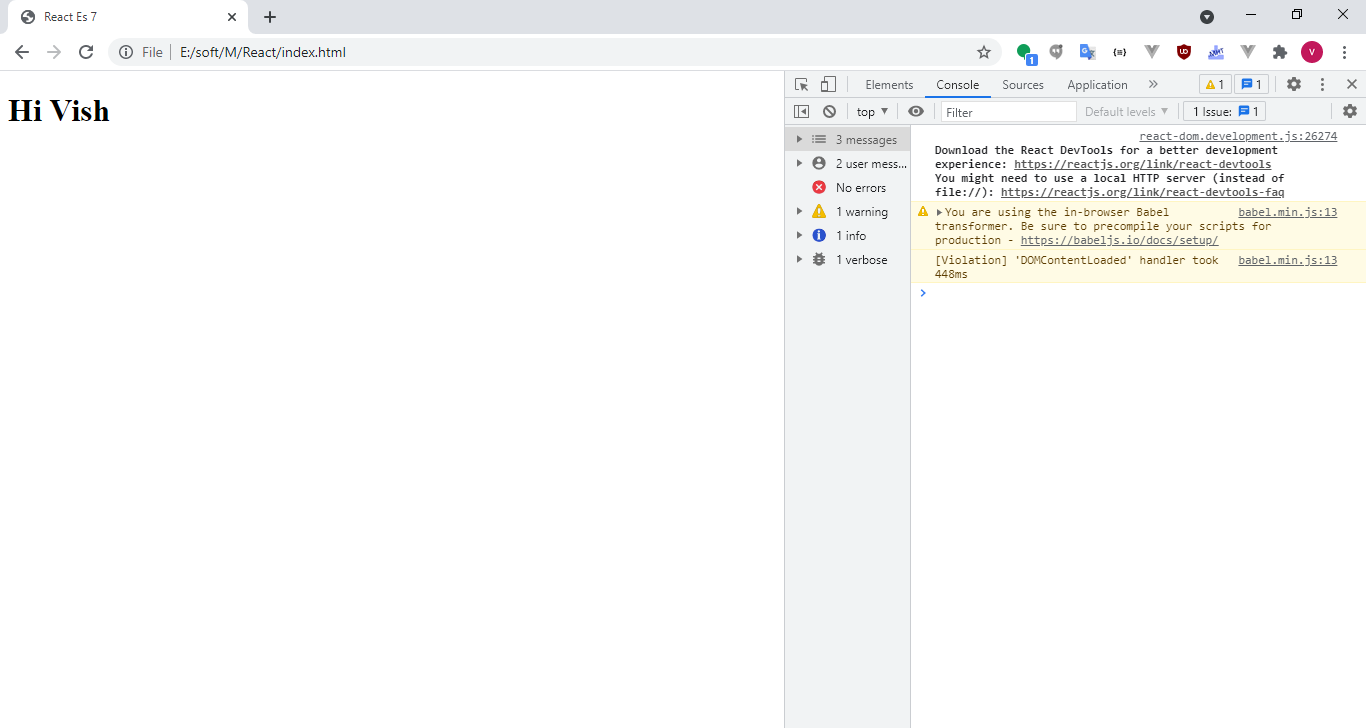 React Es 7
File E:/soft/M/React/index.html
1
{≡}
UD
V
Hi Vish
Elements Console Sources Application » 1 1
top Filter Default levels 1 Issue: 1
3 messages
2 user mess...
No errors
1 warning
1 info
1 verbose
react-dom.development.js:26274
Download the React DevTools for a better development
experience: https://reactjs.org/link/react-devtools
You might need to use a local HTTP server (instead of
file://): https://reactjs.org/link/react-devtools-faq
You are using the in-browser Babel babel.min.js:13
transformer. Be sure to precompile your scripts for
production - https://babeljs.io/docs/setup/
[Violation] 'DOMContentLoaded' handler took babel.min.js:13
448ms